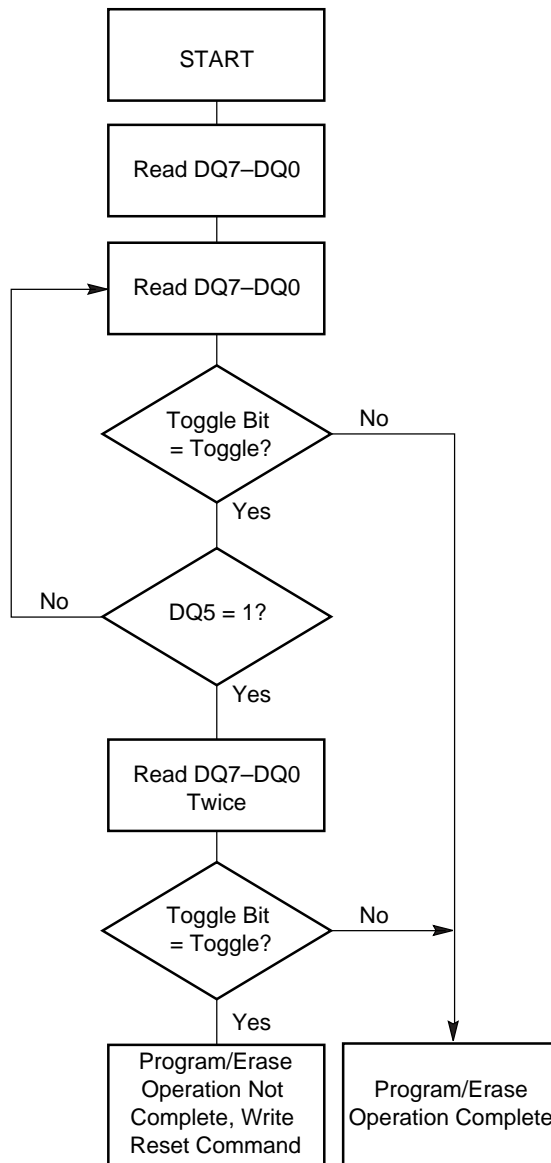 START
Read DQ7–DQ0
Read DQ7–DQ0
Toggle Bit
= Toggle?
No
Yes
No
DQ5 = 1?
Yes
Read DQ7–DQ0
Twice
Toggle Bit
= Toggle?
No
Yes
Program/Erase
Operation Not
Complete, Write
Reset Command
Program/Erase
Operation Complete